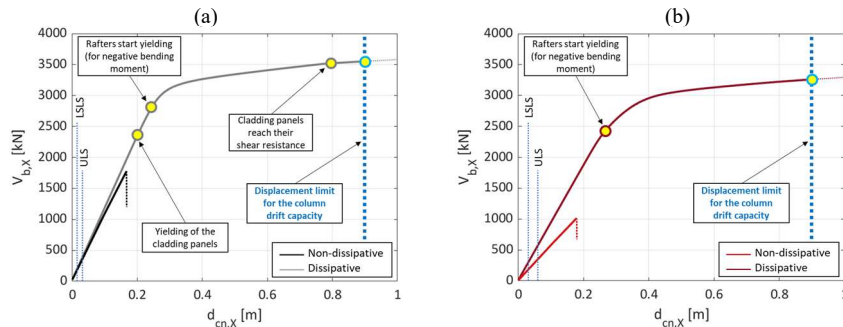 (a)
V_b,X [kN]
4000
3500
3000
2500
2000
1500
1000
500
0
LSLS
ULS
Rafters start yielding
(for negative bending
moment)
Cladding panels
reach their
shear resistance
Displacement limit
for the column
drift capacity
Yielding of the
cladding panels
Non-dissipative
Dissipative
0 0.2 0.4 0.6 0.8 1
d_cn,X [m]
(b)
V_b,X [kN]
4000
3500
3000
2500
2000
1500
1000
500
0
LSLS
ULS
Rafters start yielding
(for negative bending
moment)
Displacement limit
for the column
drift capacity
Non-dissipative
Dissipative
0 0.2 0.4 0.6 0.8 1
d_cn,X [m]